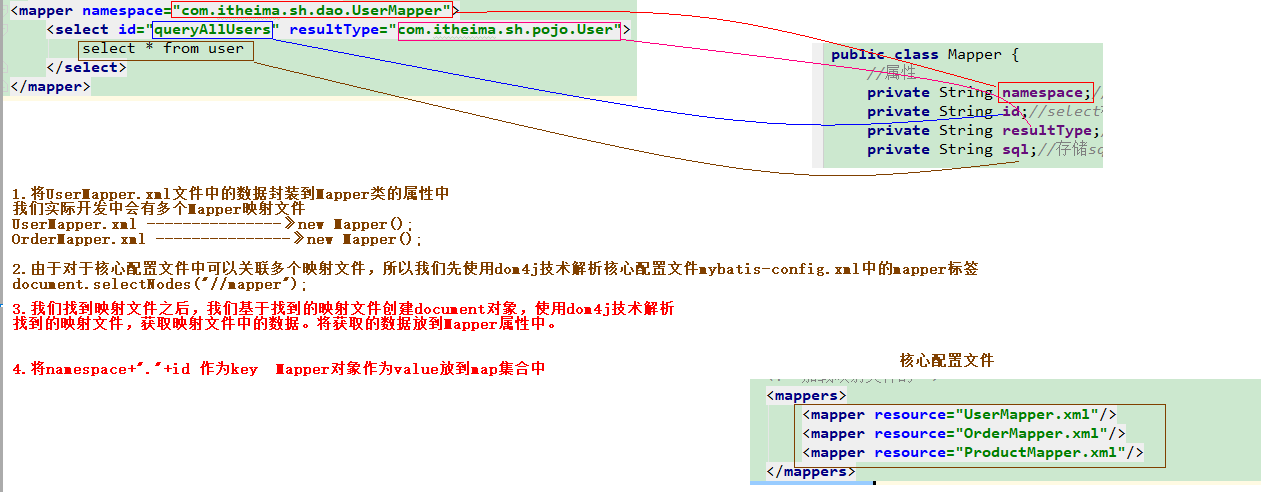 <mapper namespace="com.itheima.sh.dao.UserMapper">
<select id="queryAllUsers" resultType="com.itheima.sh.pojo.User">
select * from user
</select>
</mapper>
public class Mapper {
//属性
private String namespace;//
private String id;//select
private String resultType;/
private String sql;//存储sq
1.将UserMapper.xml文件中的数据封装到Mapper类的属性中
我们实际开发中会有多个Mapper映射文件
UserMapper.xml ---------------》new Mapper();
OrderMapper.xml ---------------》new Mapper();
2.由于对于核心配置文件中可以关联多个映射文件，所以我们先使用dom4j技术解析核心配置文件mybatis-config.xml中的mapper标签
document.selectNodes("//mapper");
3.我们找到映射文件之后，我们基于找到的映射文件创建document对象，使用dom4j技术解析
找到的映射文件，获取映射文件中的数据。将获取的数据放到Mapper属性中。
4.将namespace+"."+id 作为key  Mapper对象作为value放到map集合中
核心配置文件
<mappers>
<mapper resource="UserMapper.xml"/>
<mapper resource="OrderMapper.xml"/>
<mapper resource="ProductMapper.xml"/>
</mappers>